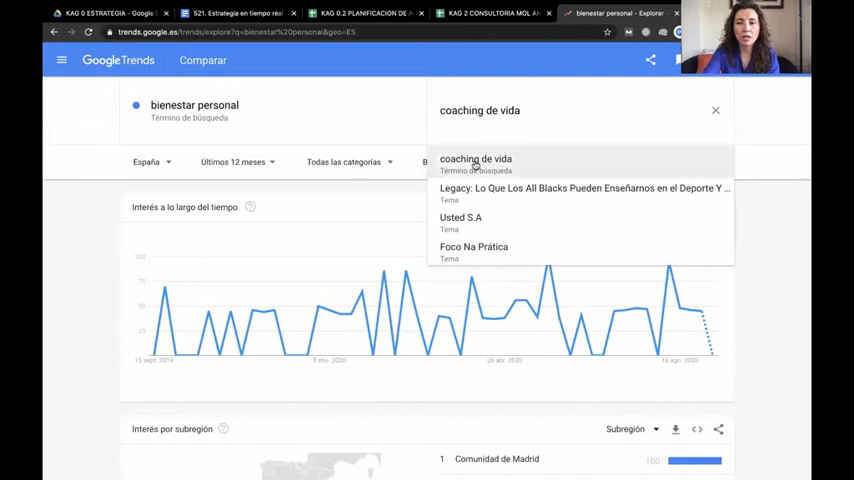 KAG 0 ESTRATEGIA - Google D
521. Estrategia en tiempo real
KAG 0.2 PLANIFICACION DE A
KAG 2 CONSULTORIA MOL AN
bienestar personal - Explorar
trends.google.es/trends/explore?q=bienestar%20personal&geo=ES
Google Trends
Comparar
bienestar personal
Término de búsqueda
coaching de vida
España
Últimos 12 meses
Todas las categorías
B
coaching de vida
Término de búsqueda
Legacy: Lo Que Los All Blacks Pueden Enseñarnos en el Deporte Y ...
Tema
Usted S.A
Tema
Foco Na Prática
Tema
Interés a lo largo del tiempo
100
75
50
25
15 sept. 2019
5 ene. 2020
26 abr. 2020
16 ago. 2020
Interés por subregión
Subregión
1 Comunidad de Madrid
100